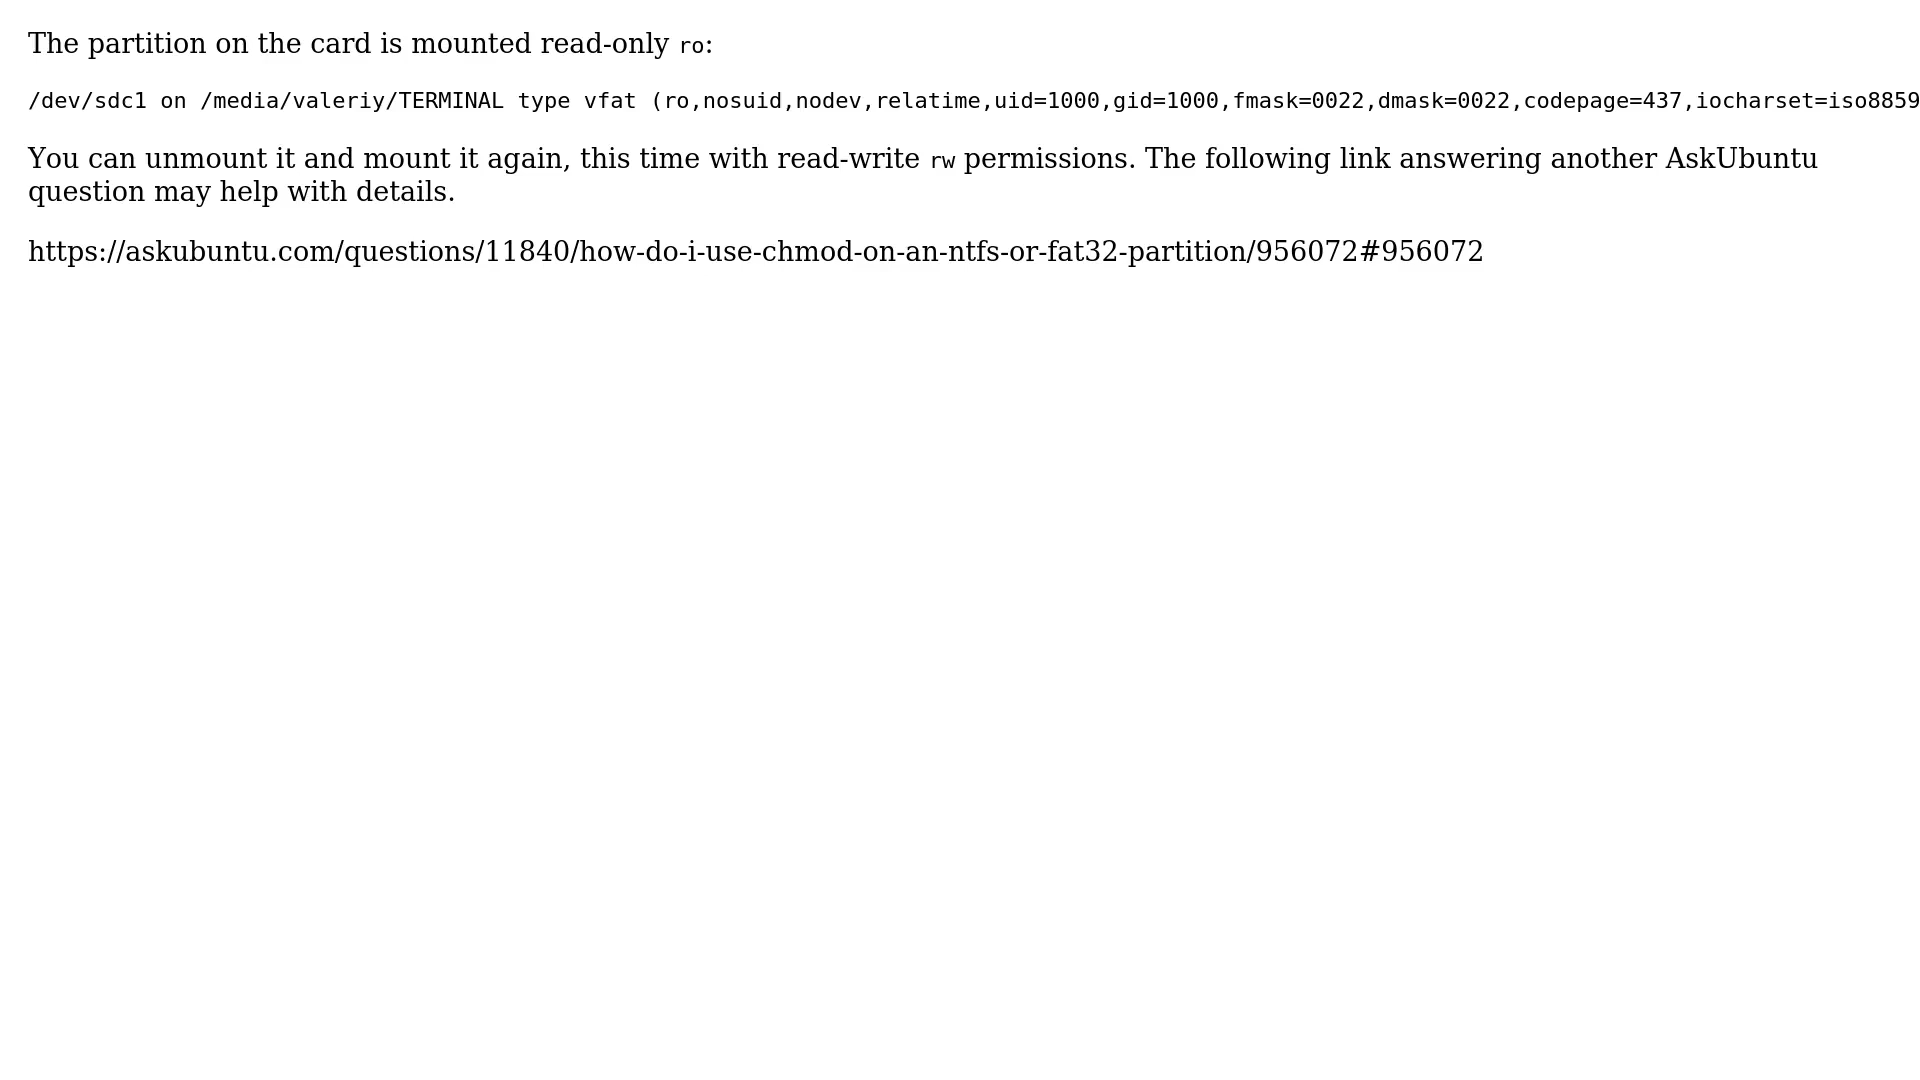 The partition on the card is mounted read-only ro:
/dev/sdc1 on /media/valeriy/TERMINAL type vfat (ro,nosuid,nodev,relatime,uid=1000,gid=1000,fmask=0022,dmask=0022,codepage=437,iocharset=iso8859
You can unmount it and mount it again, this time with read-write rw permissions. The following link answering another AskUbuntu
question may help with details.
https://askubuntu.com/questions/11840/how-do-i-use-chmod-on-an-ntfs-or-fat32-partition/956072#956072